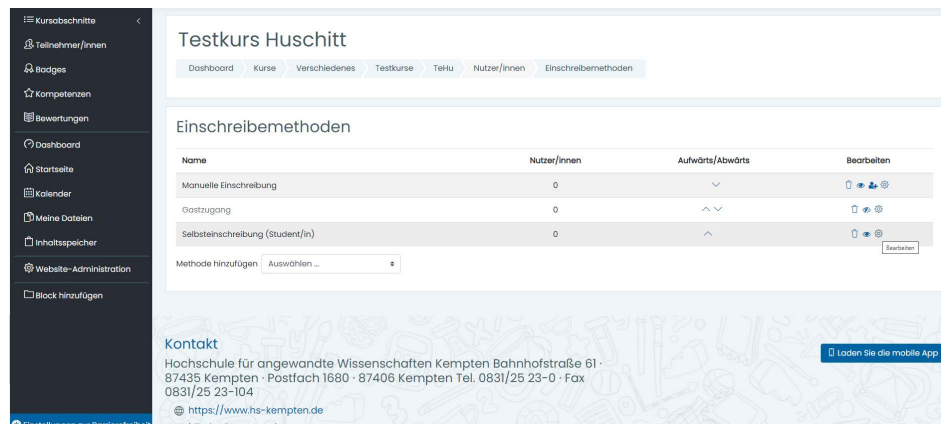 Kursabschnitte
Teilnehmer/innen
Badges
Kompetenzen
Bewertungen
Dashboard
Startseite
Kalender
Meine Dateien
Inhaltsspeicher
Website-Administration
Block hinzufügen
Testkurs Huschitt
Dashboard Kurse Verschiedenes Testkurse TeHu Nutzer/innen Einschreibemethoden
Einschreibemethoden
Name Nutzer/innen Aufwärts/Abwärts Bearbeiten
Manuelle Einschreibung 0
Gastzugang 0
Selbsteinschreibung (Student/in) 0
Bearbeiten
Methode hinzufügen Auswählen ...
Kontakt
Hochschule für angewandte Wissenschaften Kempten Bahnhofstraße 61 ·
87435 Kempten · Postfach 1680 · 87406 Kempten Tel. 0831/25 23-0 · Fax
0831/25 23-104
https://www.hs-kempten.de
Laden Sie die mobile App